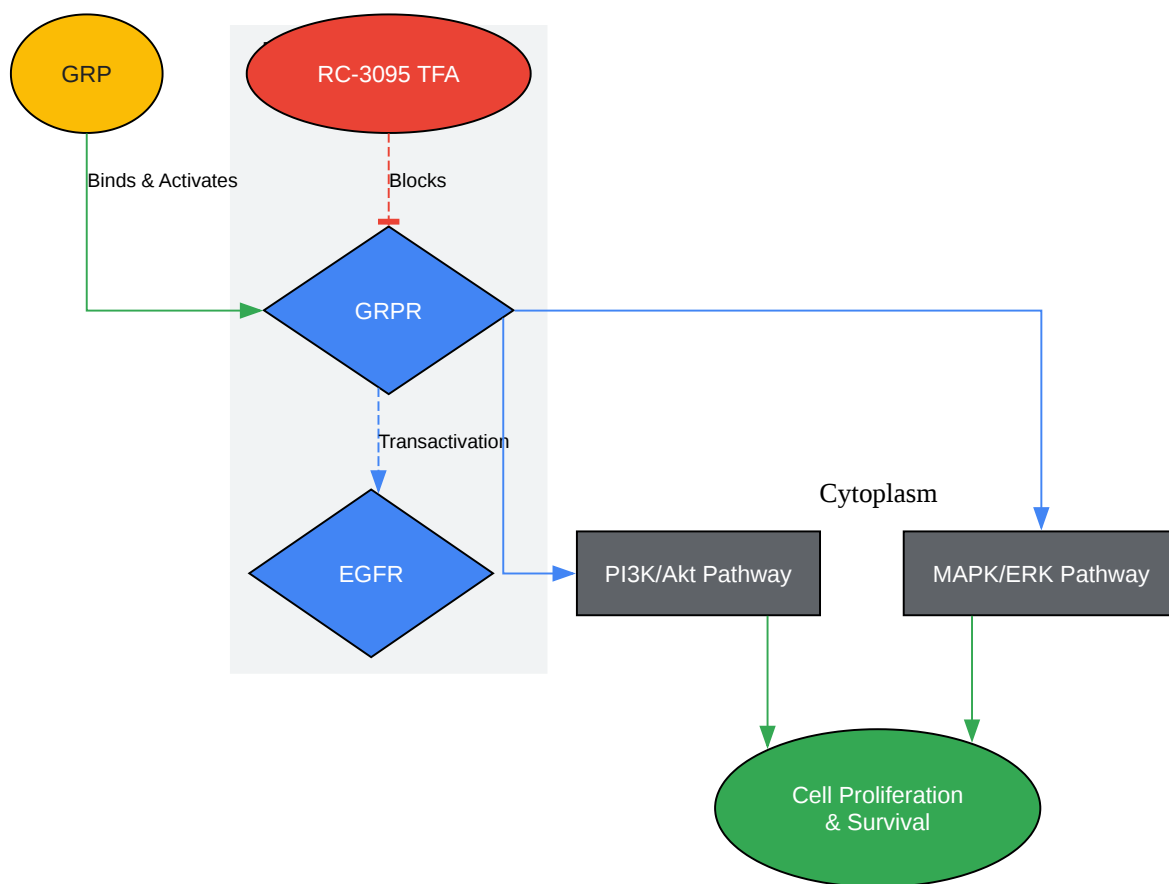 GRP
RC-3095 TFA
Binds & Activates
Blocks
GRPR
Transactivation
Cytoplasm
EGFR
PI3K/Akt Pathway
MAPK/ERK Pathway
Cell Proliferation
& Survival